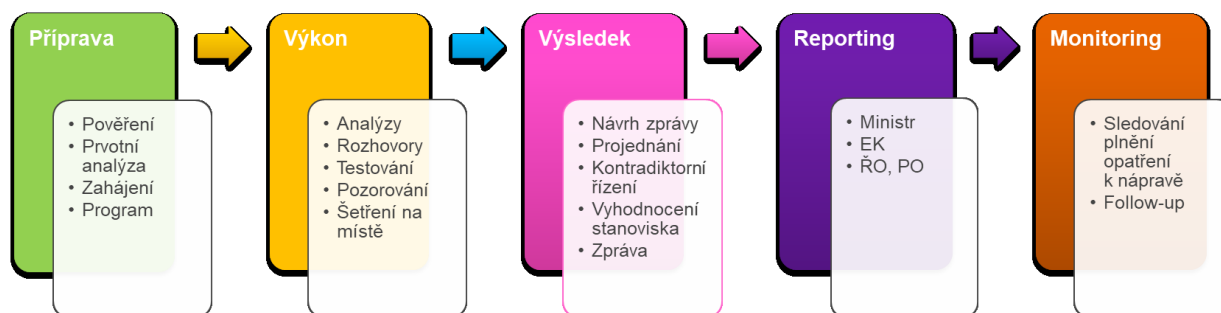 Příprava
• Pověření
• Prvotní
analýza
• Zahájení
• Program
Výkon
• Analýzy
• Rozhovory
• Testování
• Pozorování
• Šetření na
místě
Výsledek
• Návrh zprávy
• Projednání
• Kontradiktorní
řízení
• Vyhodnocení
stanoviska
• Zpráva
Reporting
• Ministr
• EK
• ŘO, PO
Monitoring
• Sledování
plnění
opatření
k nápravě
• Follow-up